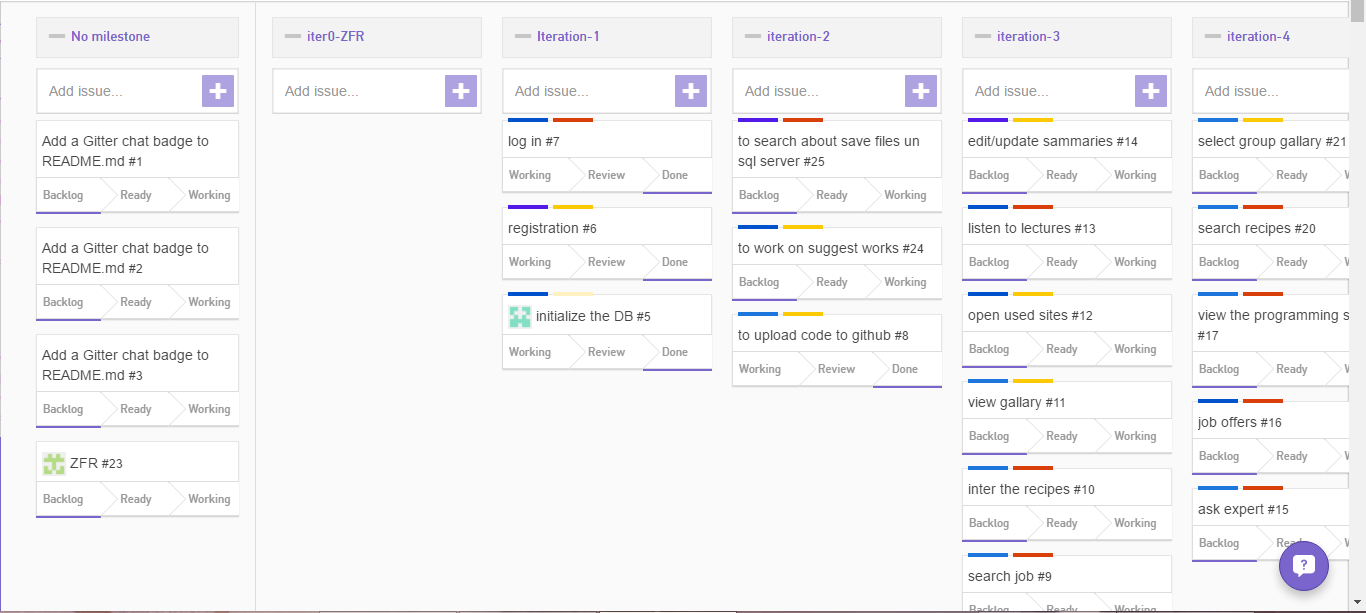 No milestone
Add issue...
Add a Gitter chat badge to
README.md #1
Backlog Ready Working
Add a Gitter chat badge to
README.md #2
Backlog Ready Working
Add a Gitter chat badge to
README.md #3
Backlog Ready Working
ZFR #23
Backlog Ready Working
iter0-ZFR
Add issue...
Iteration-1
Add issue...
log in #7
Working Review Done
registration #6
Working Review Done
initialize the DB #5
Working Review Done
iteration-2
Add issue...
to search about save files un
sql server #25
Backlog Ready Working
to work on suggest works #24
Backlog Ready Working
to upload code to github #8
Working Review Done
iteration-3
Add issue...
edit/update sammaries #14
Backlog Ready Working
listen to lectures #13
Backlog Ready Working
open used sites #12
Backlog Ready Working
view gallary #11
Backlog Ready Working
inter the recipes #10
Backlog Ready Working
search job #9
Backlog Ready Working
iteration-4
Add issue...
select group gallary #21
Backlog Ready
search recipes #20
Backlog Ready
view the programming s
#17
Backlog Ready
job offers #16
Backlog Ready
ask expert #15
Backlog